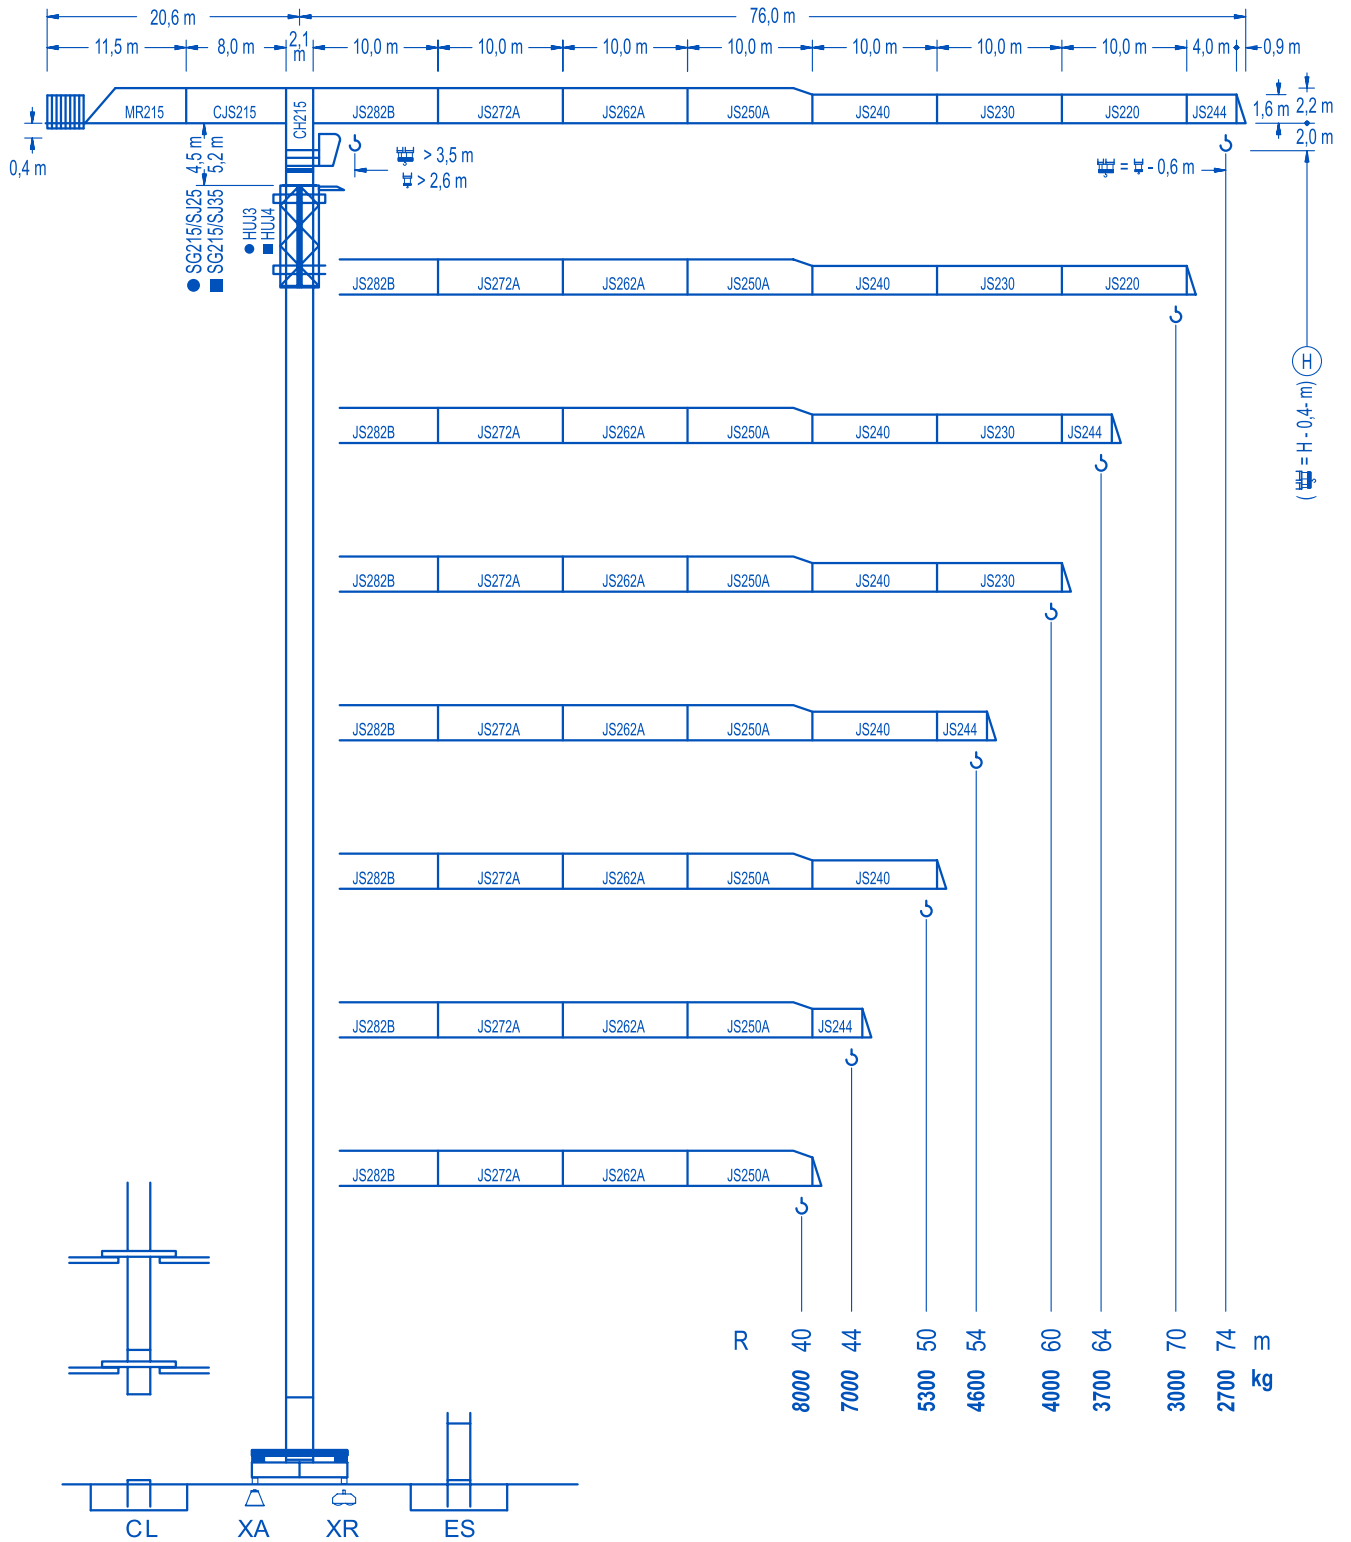 20,6 m 76,0 m
11,5 m 8,0 m 2,1 m 10,0 m 10,0 m 10,0 m 10,0 m 10,0 m 10,0 m 10,0 m 4,0 m 0,9 m
MR215 CJS215 CH215 JS282B JS272A JS262A JS250A JS240 JS230 JS220 JS244
1,6 m 2,2 m
2,0 m
0,4 m
> 3,5 m
> 2,6 m
= - 0,6 m
SG215/SJ25 4,5 m
SG215/SJ35 5,2 m
HUJ3
HUJ4
JS282B JS272A JS262A JS250A JS240 JS230 JS220
H
( = H - 0,4- m)
JS282B JS272A JS262A JS250A JS240 JS230 JS244
JS282B JS272A JS262A JS250A JS240 JS230
JS282B JS272A JS262A JS250A JS240 JS244
JS282B JS272A JS262A JS250A JS240
JS282B JS272A JS262A JS250A JS244
JS282B JS272A JS262A JS250A
R 40 44 50 54 60 64 70 74 m
8000 7000 5300 4600 4000 3700 3000 2700 kg
CL XA XR ES